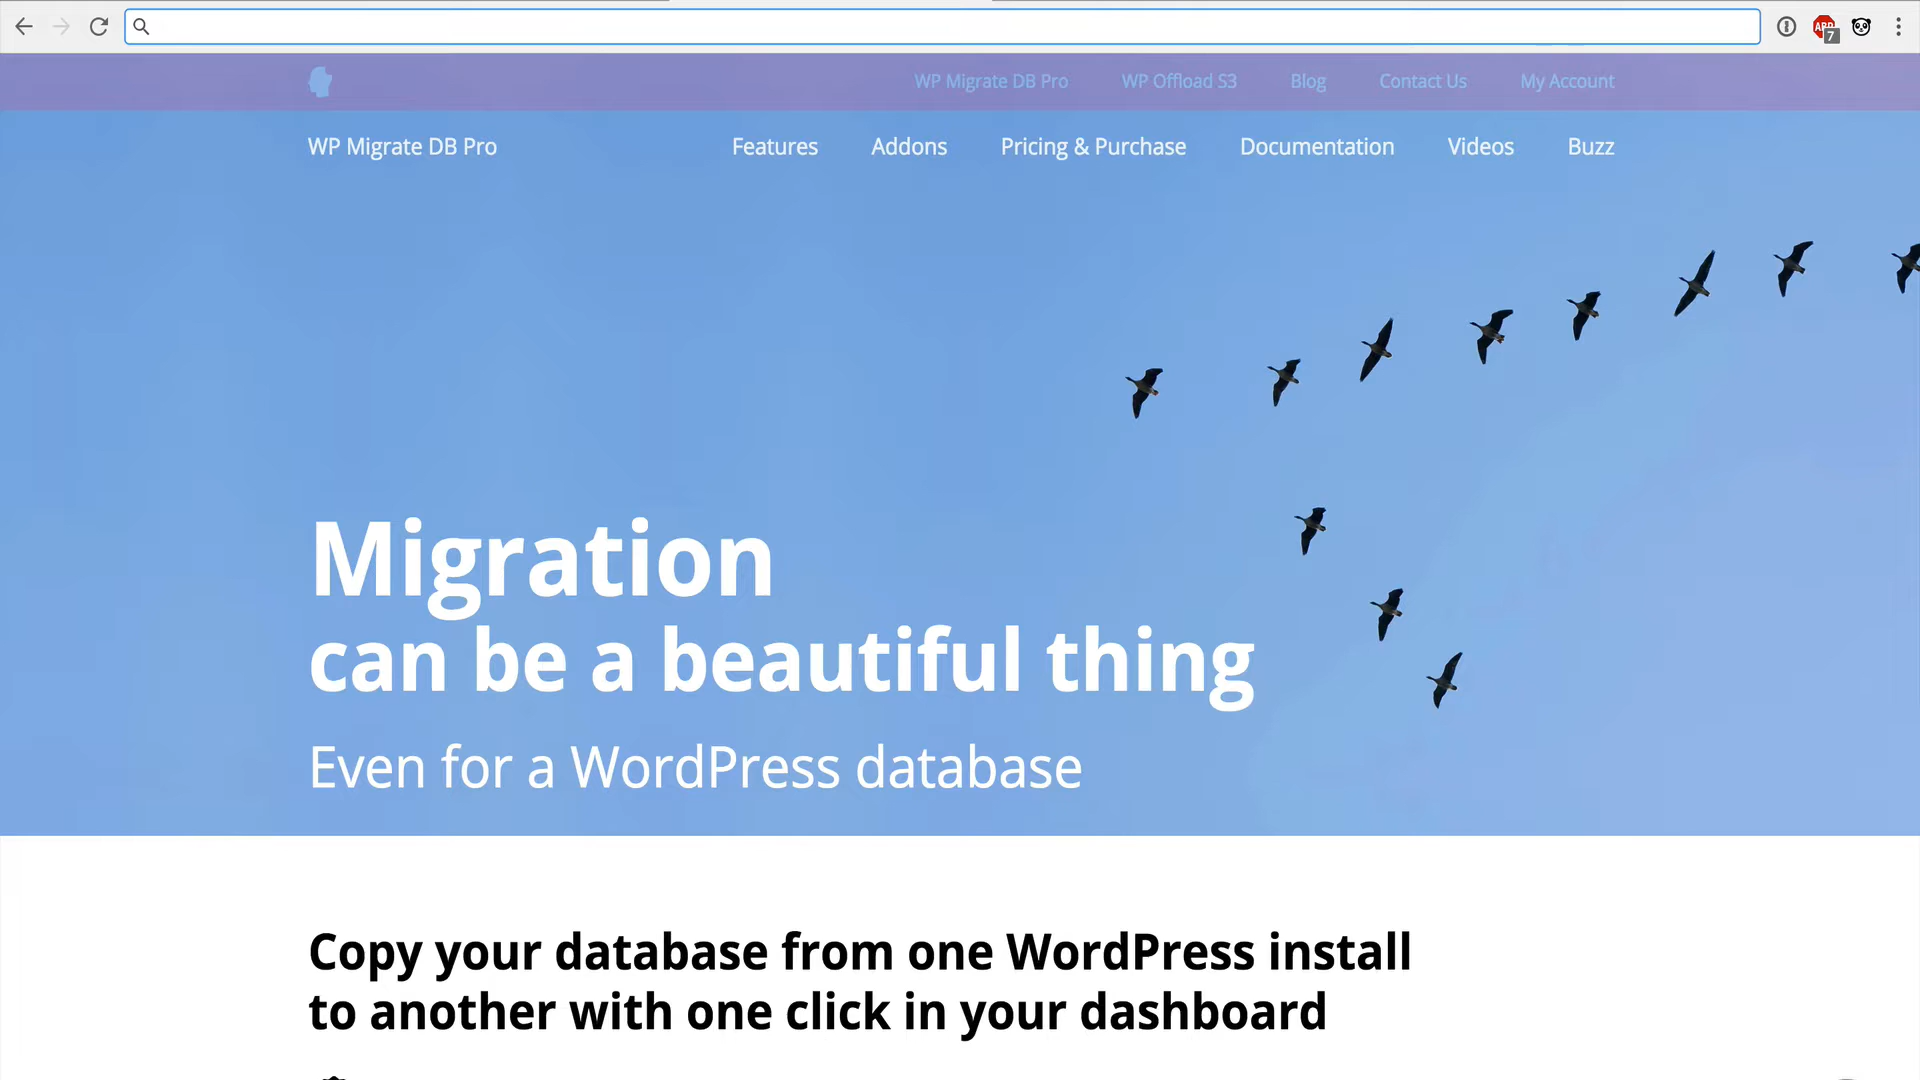 ABP
7
WP Migrate DB Pro WP Offload S3 Blog Contact Us My Account
WP Migrate DB Pro Features Addons Pricing & Purchase Documentation Videos Buzz
Migration
can be a beautiful thing
Even for a WordPress database
Copy your database from one WordPress install
to another with one click in your dashboard